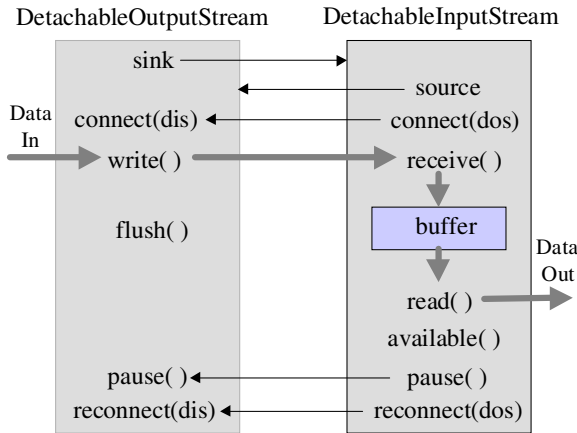 DetachableOutputStream DetachableInputStream
sink
source
Data
In
connect(dis) connect(dos)
write( ) receive( )
flush( )
buffer
Data
Out
read( )
available( )
pause( ) pause( )
reconnect(dis) reconnect(dos)